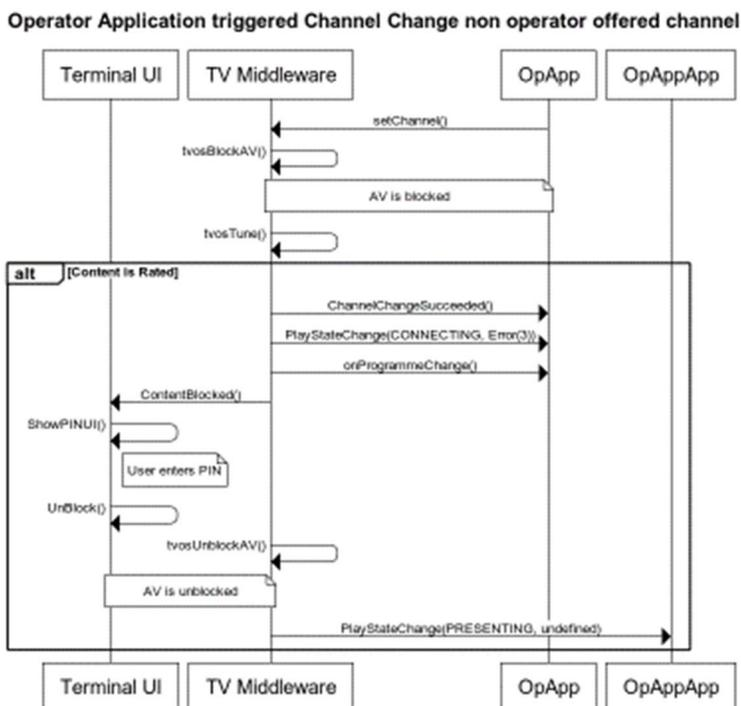 Operator Application triggered Channel Change non operator offered channel
Terminal UI TV Middleware OpApp OpAppApp
setChannel()
tvosBlockAV()
AV is blocked
tvosTune()
alt [Content is Rated]
ChannelChangeSucceeded()
PlayStateChange(CONNECTING, Error(3))
onProgrammeChange()
ContentBlocked()
ShowPINUI()
User enters PIN
UnBlock()
tvosUnblockAV()
AV is unblocked
PlayStateChange(PRESENTING, undefined)
Terminal UI TV Middleware OpApp OpAppApp